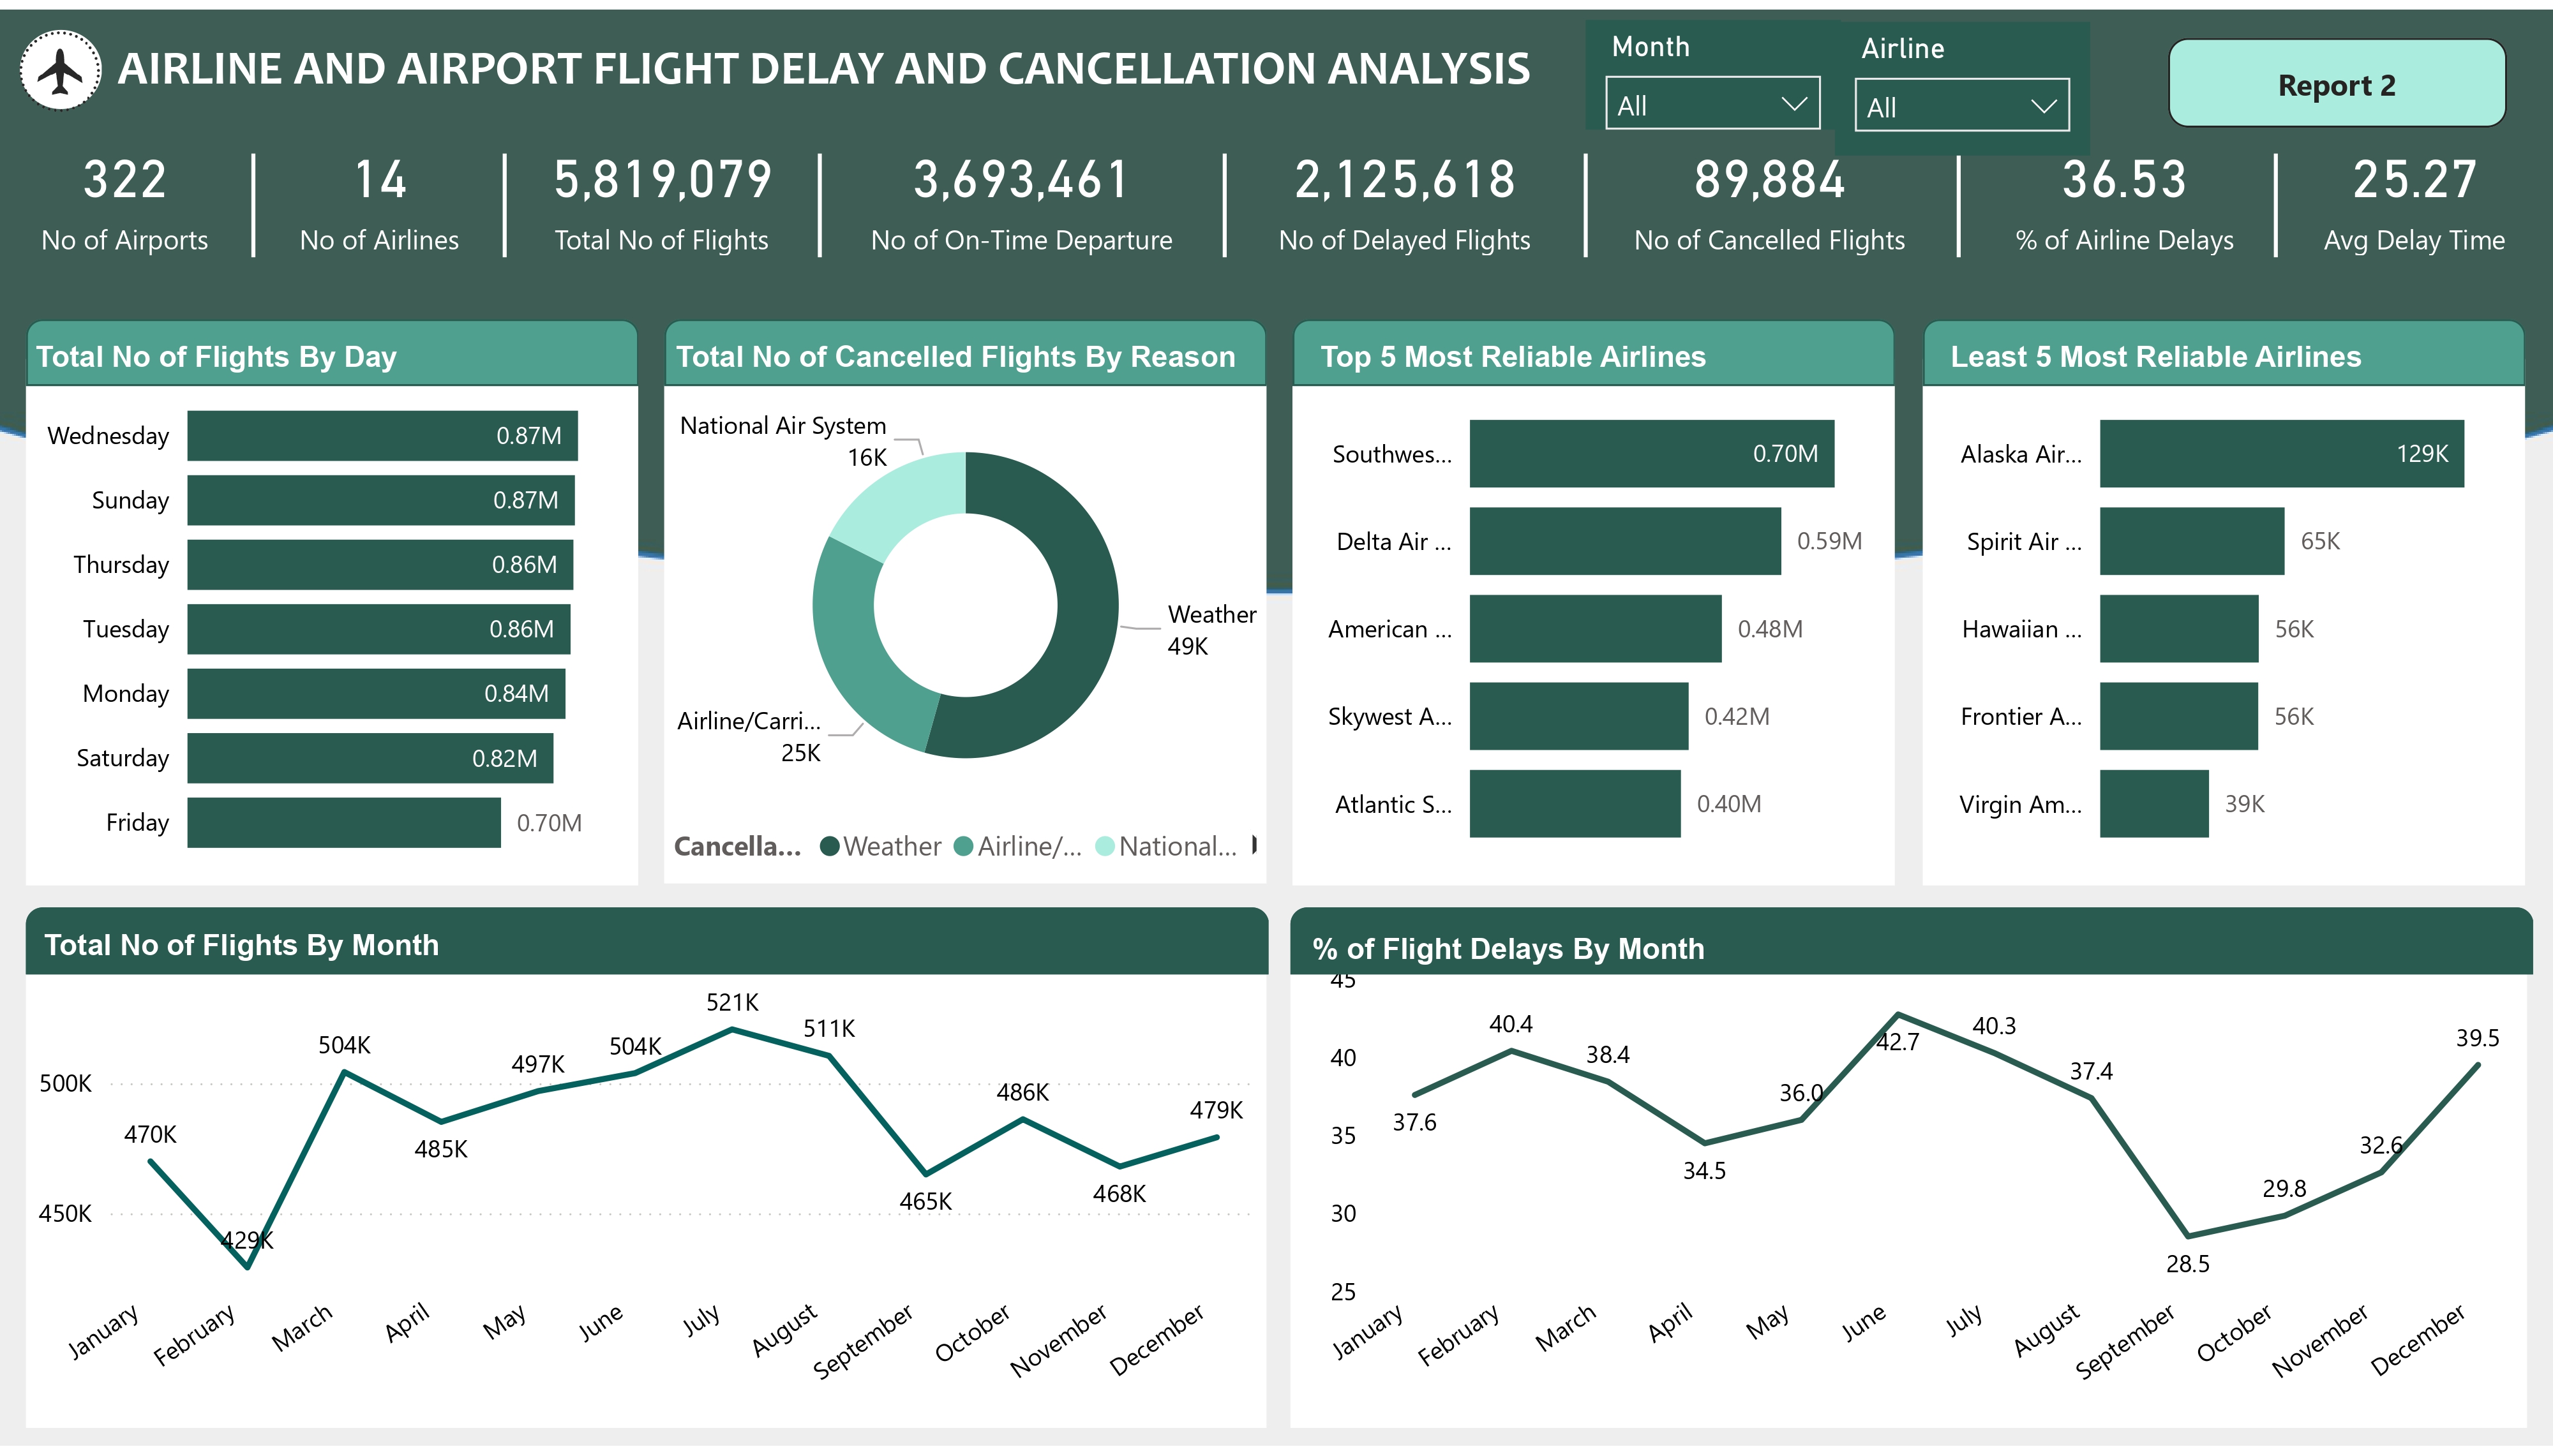 AIRLINE AND AIRPORT FLIGHT DELAY AND CANCELLATION ANALYSIS
Month
All
Airline
All
Report 2
322
No of Airports
14
No of Airlines
5,819,079
Total No of Flights
3,693,461
No of On-Time Departure
2,125,618
No of Delayed Flights
89,884
No of Cancelled Flights
36.53
% of Airline Delays
25.27
Avg Delay Time
Total No of Flights By Day
Wednesday 0.87M
Sunday 0.87M
Thursday 0.86M
Tuesday 0.86M
Monday 0.84M
Saturday 0.82M
Friday 0.70M
Total No of Cancelled Flights By Reason
National Air System
16K
Weather
49K
Airline/Carri...
25K
Cancella... Weather Airline/... National...
Top 5 Most Reliable Airlines
Southwes... 0.70M
Delta Air ... 0.59M
American ... 0.48M
Skywest A... 0.42M
Atlantic S... 0.40M
Least 5 Most Reliable Airlines
Alaska Air... 129K
Spirit Air ... 65K
Hawaiian ... 56K
Frontier A... 56K
Virgin Am... 39K
Total No of Flights By Month
500K
450K
470K
429K
504K
485K
497K
504K
521K
511K
465K
486K
468K
479K
January
February
March
April
May
June
July
August
September
October
November
December
% of Flight Delays By Month
45
40
35
30
25
37.6
40.4
38.4
34.5
36.0
42.7
40.3
37.4
28.5
29.8
32.6
39.5
January
February
March
April
May
June
July
August
September
October
November
December